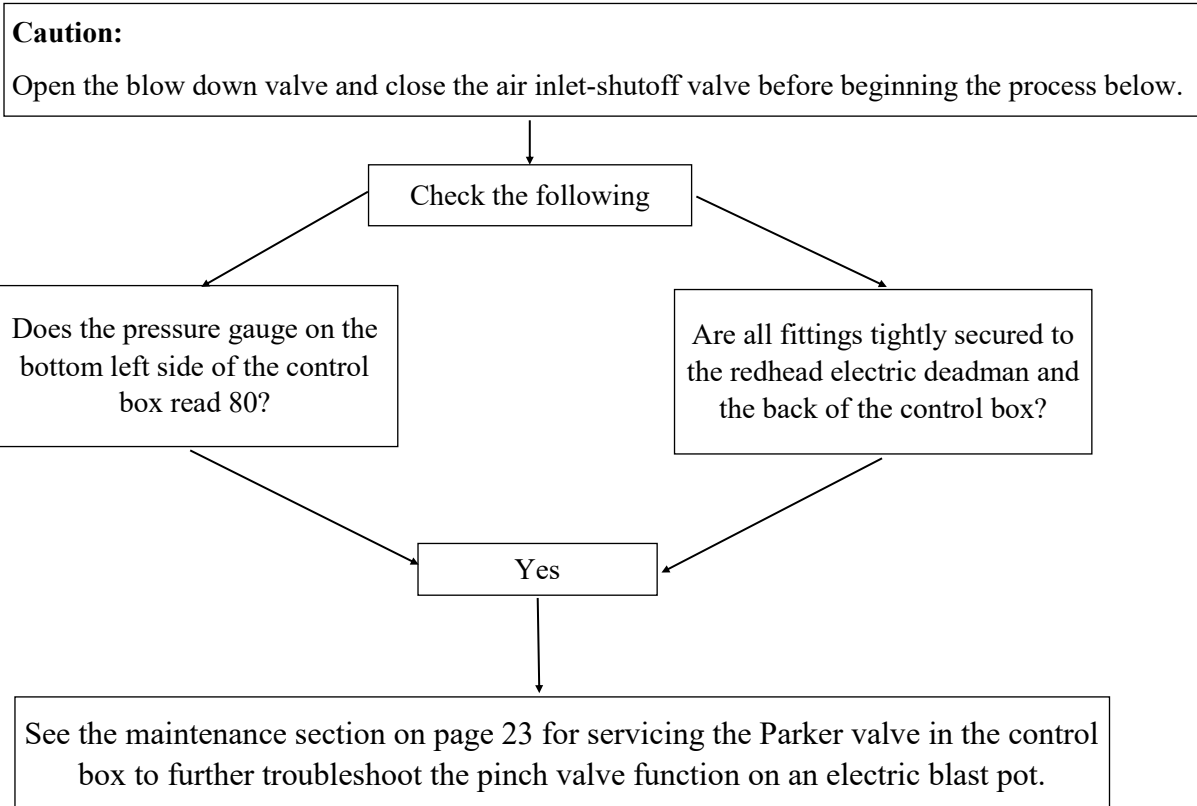 Caution:
Open the blow down valve and close the air inlet-shutoff valve before beginning the process below.
Check the following
Does the pressure gauge on the
bottom left side of the control
box read 80?
Are all fittings tightly secured to
the redhead electric deadman and
the back of the control box?
Yes
See the maintenance section on page 23 for servicing the Parker valve in the control
box to further troubleshoot the pinch valve function on an electric blast pot.